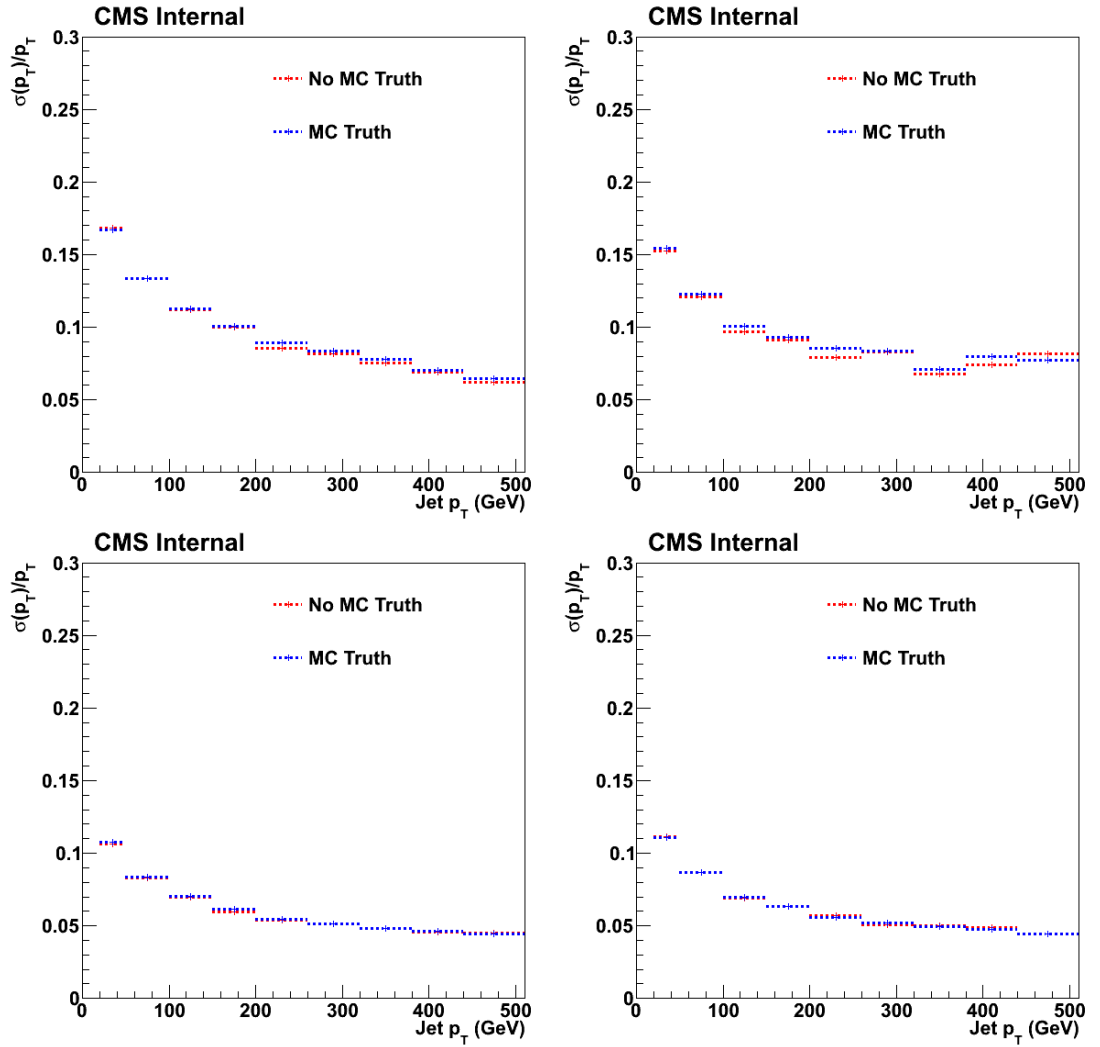 CMS Internal
σ(p_T)/p_T
0.3
0.25
0.2
0.15
0.1
0.05
0
No MC Truth
MC Truth
0 100 200 300 400 500
Jet p_T (GeV)
CMS Internal
σ(p_T)/p_T
0.3
0.25
0.2
0.15
0.1
0.05
0
No MC Truth
MC Truth
0 100 200 300 400 500
Jet p_T (GeV)
CMS Internal
σ(p_T)/p_T
0.3
0.25
0.2
0.15
0.1
0.05
0
No MC Truth
MC Truth
0 100 200 300 400 500
Jet p_T (GeV)
CMS Internal
σ(p_T)/p_T
0.3
0.25
0.2
0.15
0.1
0.05
0
No MC Truth
MC Truth
0 100 200 300 400 500
Jet p_T (GeV)